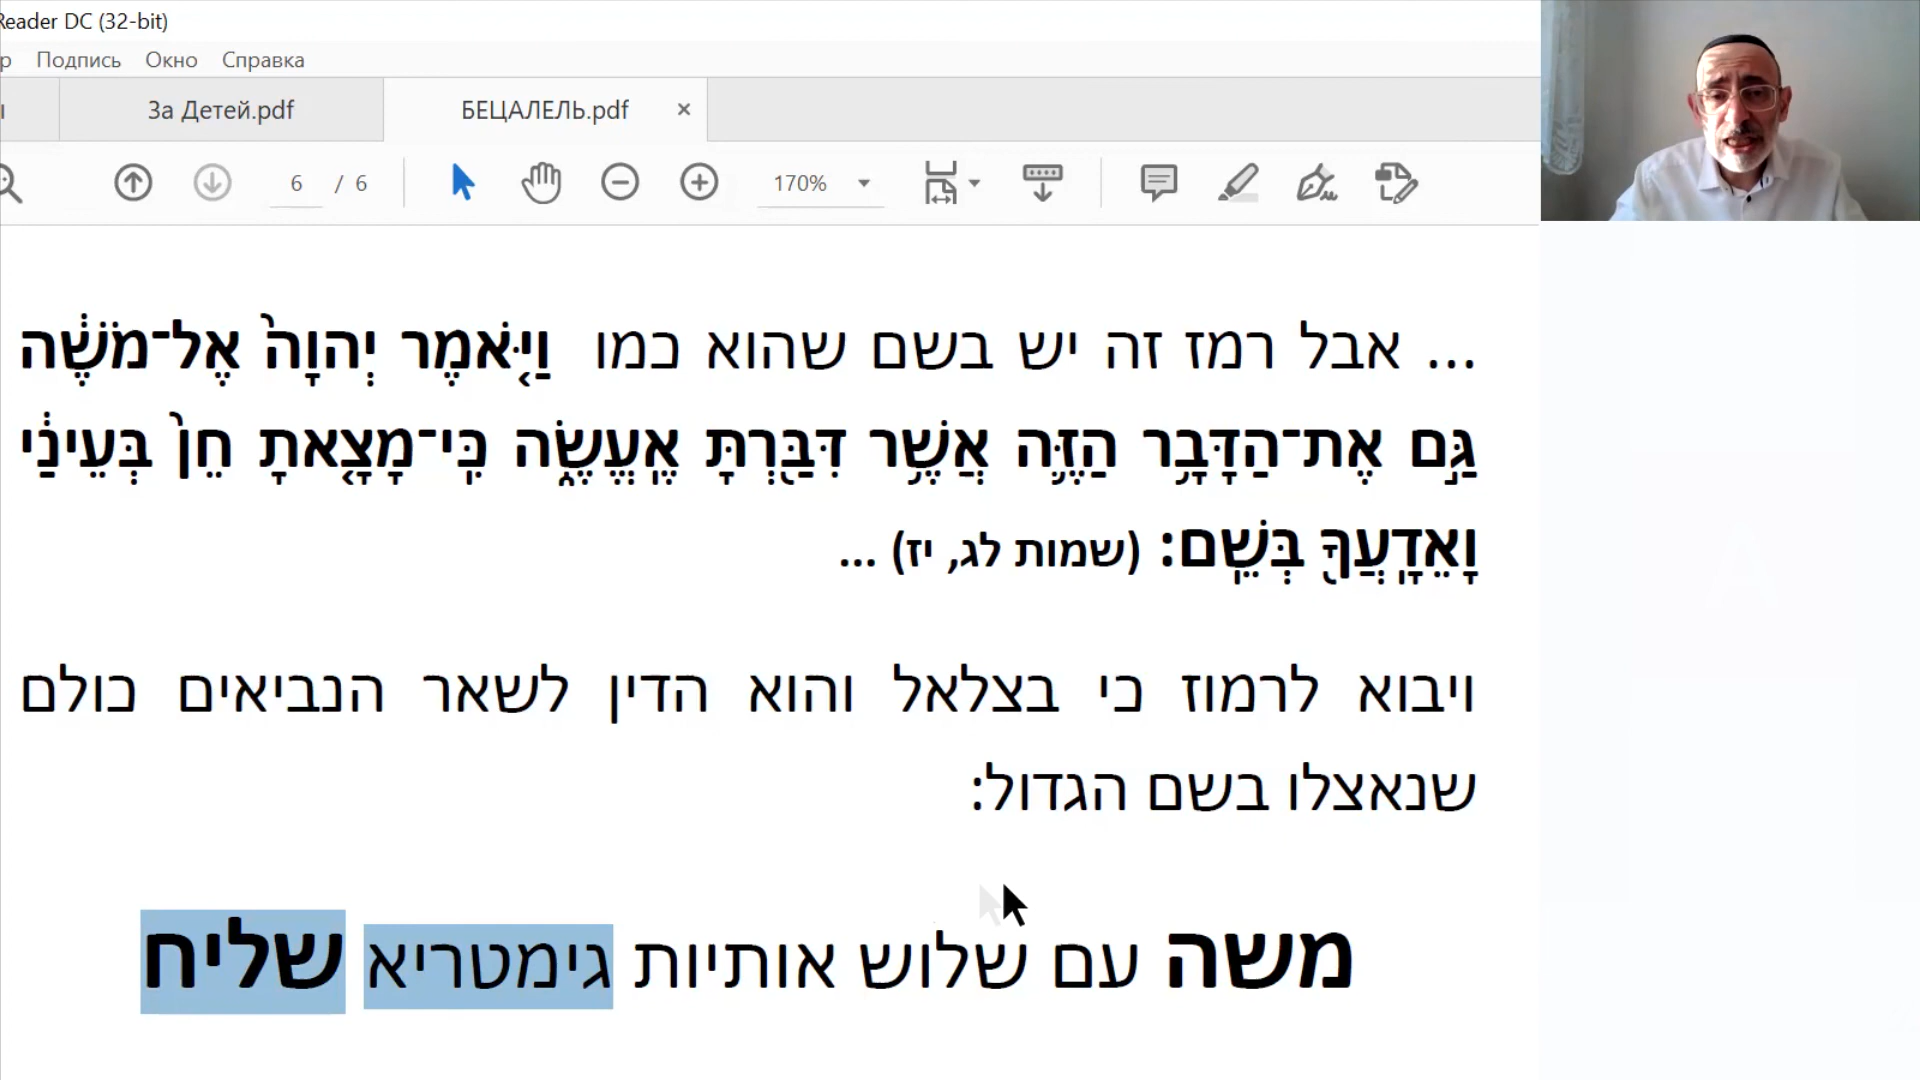 Reader DC (32-bit)
р Подпись Окно Справка
За Детей.pdf БЕЦАЛЕЛЬ.pdf ×
6 / 6 170%
... אבל רמז זה יש בשם שהוא כמו וַיֹּ֤אמֶר יְהוָה֙ אֶל־מֹשֶׁ֔ה
גַּ֣ם אֶת־הַדָּבָ֥ר הַזֶּ֛ה אֲשֶׁ֥ר דִּבַּ֖רְתָּ אֶֽעֱשֶׂ֑ה כִּֽי־מָצָ֤אתָ חֵן֙ בְּעֵינַ֔י
וָאֵדָֽעֲךָ֖ בְּשֵֽׁם׃ (שמות לג, יז) ...
ויבוא לרמוז כי בצלאל והוא הדין לשאר הנביאים כולם
שנאצלו בשם הגדול:
משה עם שלוש אותיות גימטריא שליח